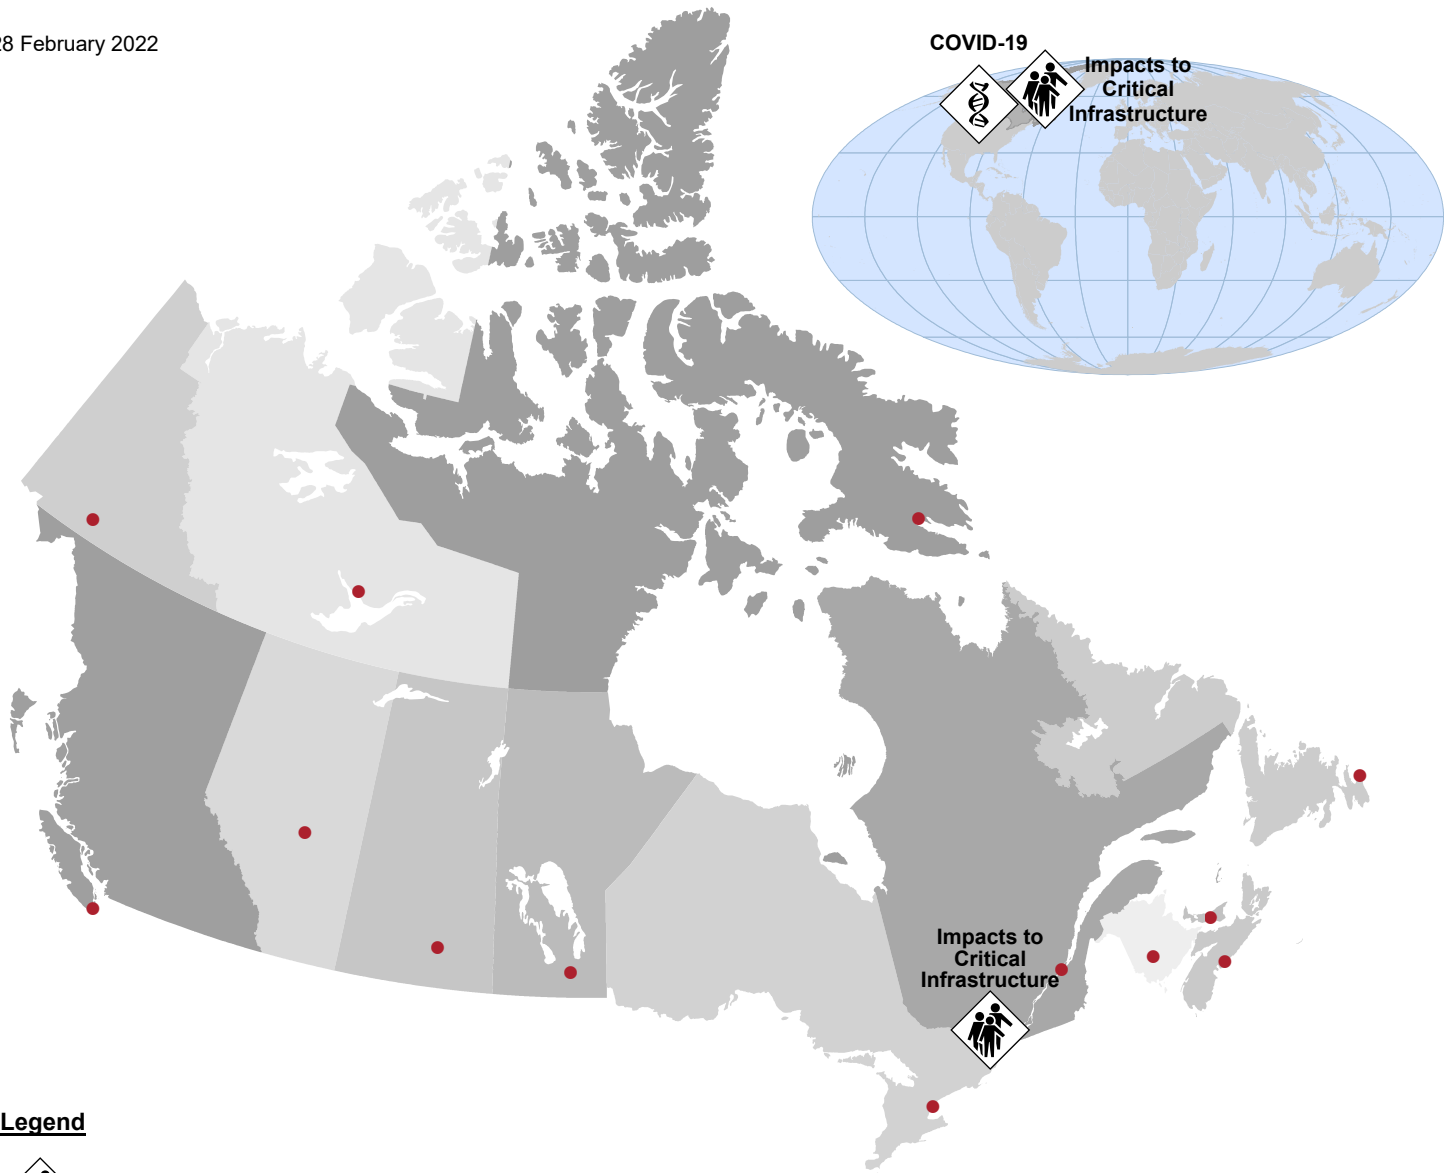 28 February 2022
COVID-19
Impacts to
Critical
Infrastructure
Impacts to
Critical
Infrastructure
Legend